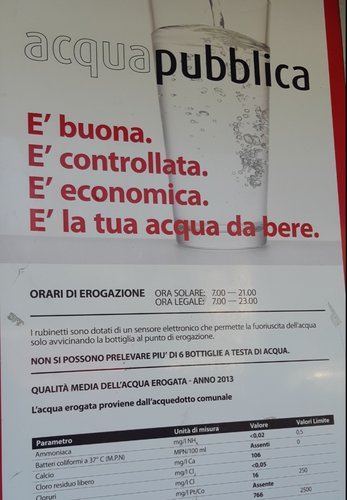 acquapubblica
E' buona.
E' controllata.
E' economica.
E' la tua acqua da bere.
ORARI DI EROGAZIONE ORA SOLARE: 7.00 — 21.00
ORA LEGALE: 7.00 — 23.00
I rubinetti sono dotati di un sensore elettronico che permette la fuoriuscita dell'acqua
solo avvicinando la bottiglia al punto di erogazione.
NON SI POSSONO PRELEVARE PIU' DI 6 BOTTIGLIE A TESTA DI ACQUA.
QUALITÀ MEDIA DELL'ACQUA EROGATA - ANNO 2013
L'acqua erogata proviene dall'acquedotto comunale
Parametro Unità di misura Valore Valori Limite
Ammoniaca mg/l NH₄ <0,02 0,5
Batteri coliformi a 37° C (M.P.N) MPN/100 ml Assenti 0
Calcio mg/l Ca 106
Cloro residuo libero mg/l <0,05
Cloruri mg/l 16 250
mg/l Pt/Co Assente
766 2500